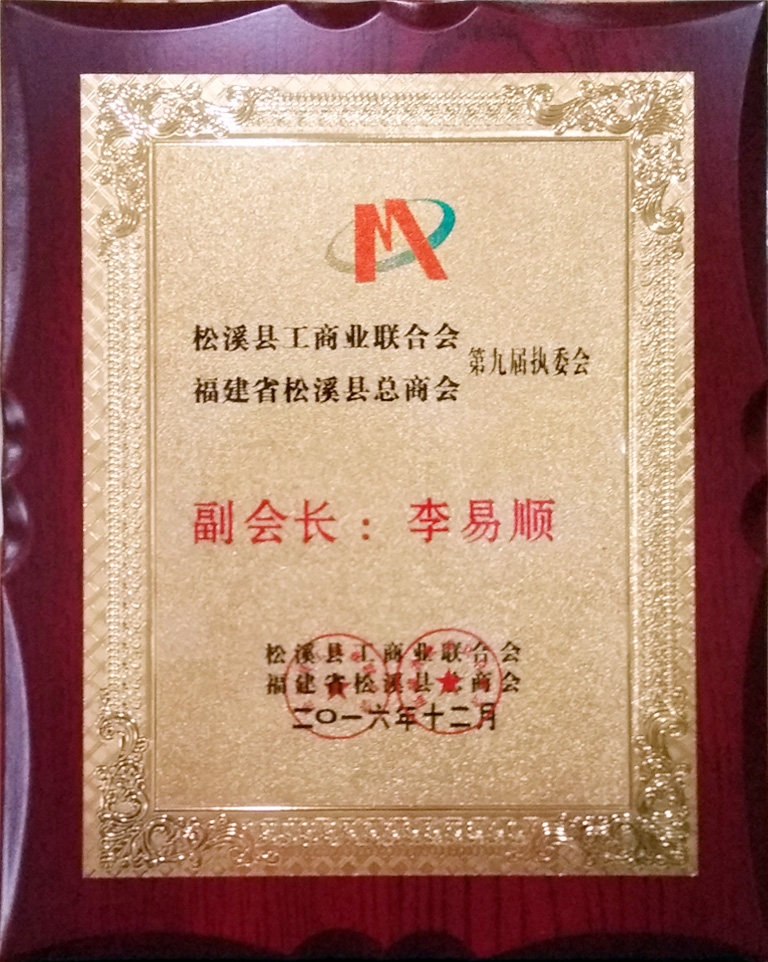 松溪县工商业联合会
福建省松溪县总商会
第九届执委会
副会长：李易顺
松溪县工商业联合会
福建省松溪县总商会
二〇一六年十二月